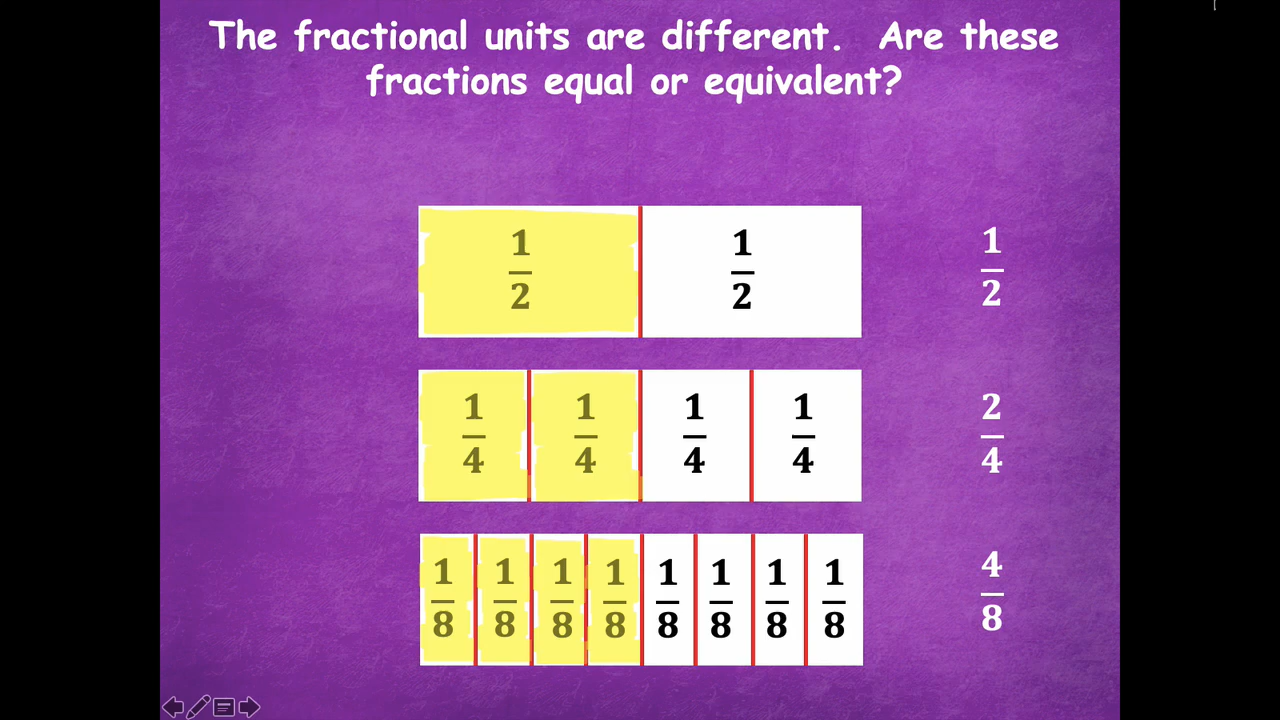 The fractional units are different. Are these
fractions equal or equivalent?
1/2 1/2 1/2
1/4 1/4 1/4 1/4 2/4
1/8 1/8 1/8 1/8 1/8 1/8 1/8 1/8 4/8